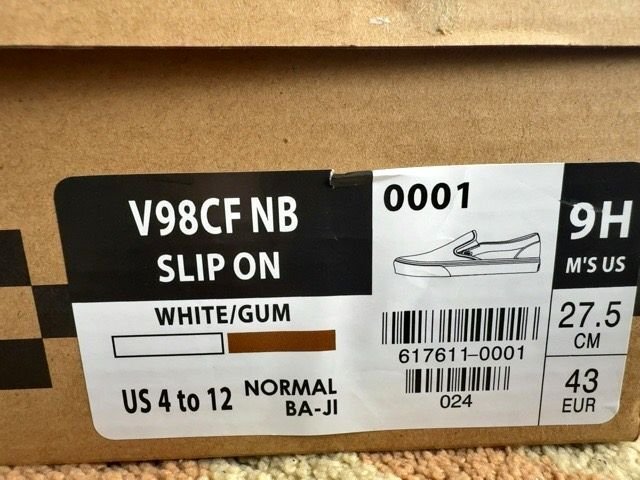 V98CF NB
SLIP ON
WHITE/GUM
US 4 to 12
NORMAL
BA-JI
0001
617611-0001
024
9H
M'S US
27.5
CM
43
EUR